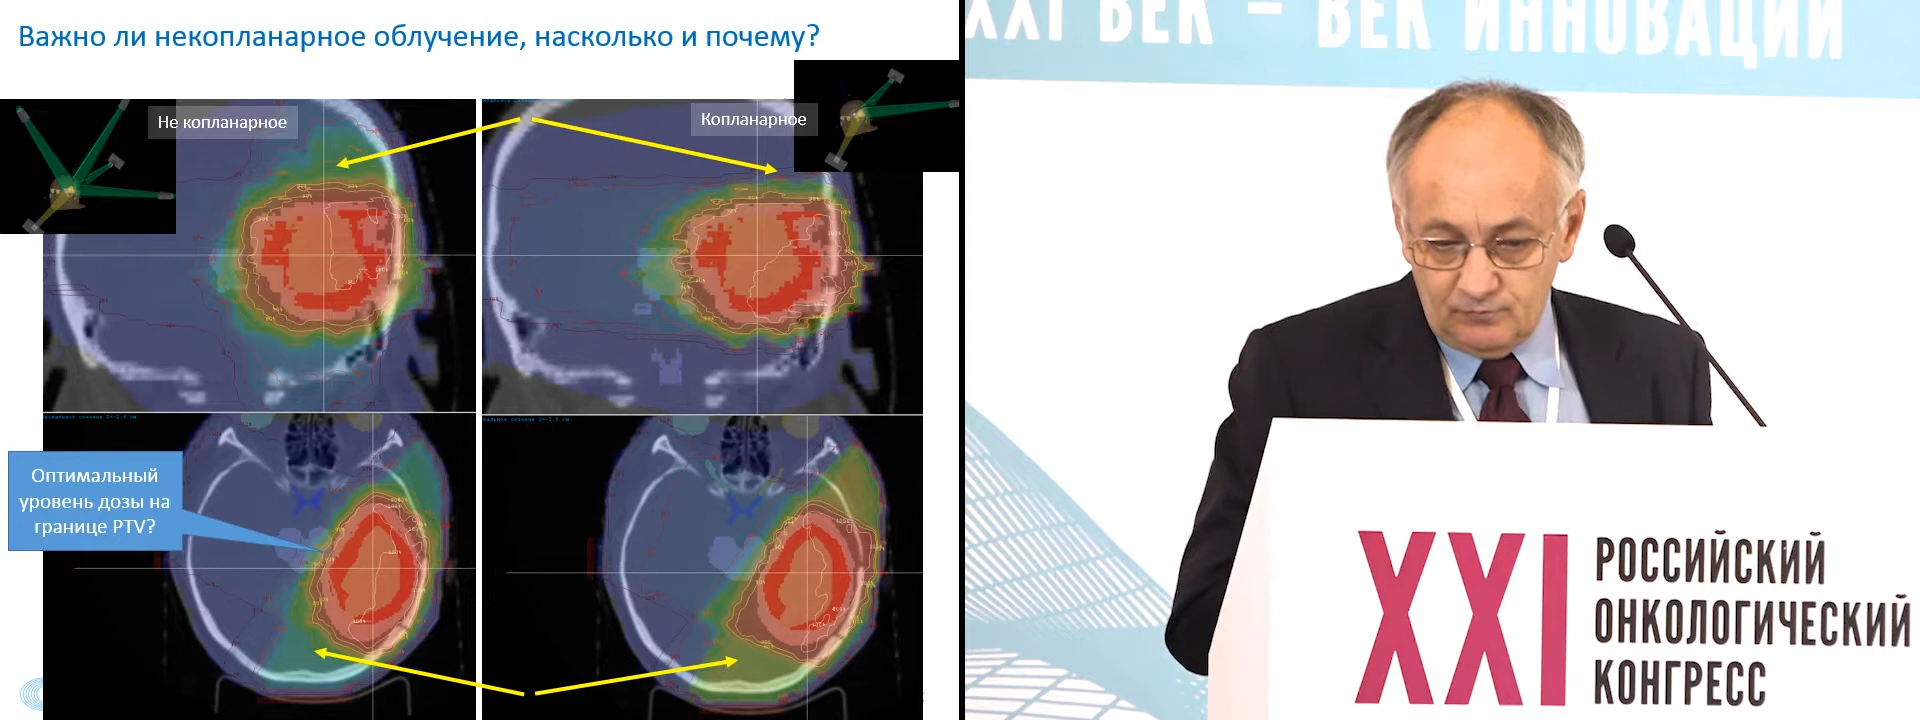 Важно ли некопланарное облучение, насколько и почему?
Не копланарное
Копланарное
Оптимальный
уровень дозы на
границе PTV?
XXI ВЕК – ВЕК ИННОВАЦИЙ
XXI
РОССИЙСКИЙ
ОНКОЛОГИЧЕСКИЙ
КОНГРЕСС